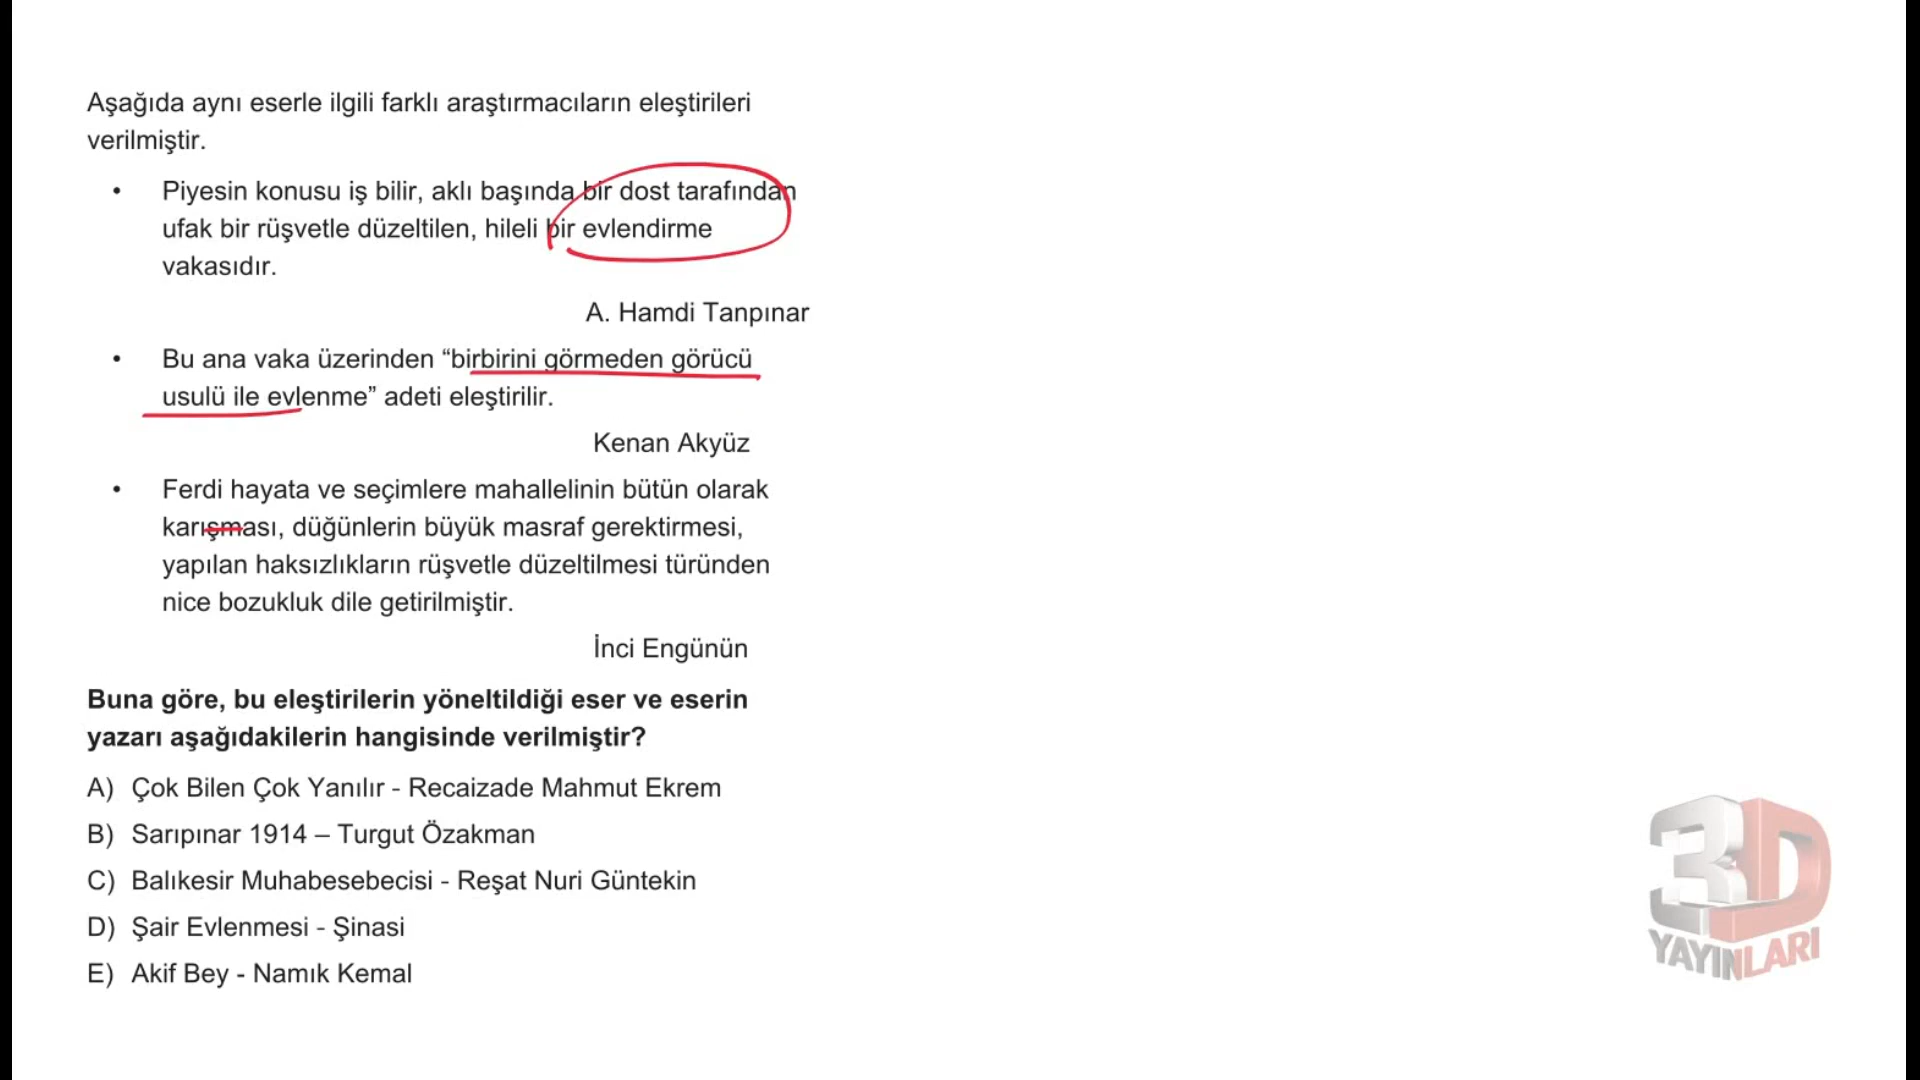 Aşağıda aynı eserle ilgili farklı araştırmacıların eleştirileri
verilmiştir.
• Piyesin konusu iş bilir, aklı başında bir dost tarafından
ufak bir rüşvetle düzeltilen, hileli bir evlendirme
vakasıdır.
A. Hamdi Tanpınar
• Bu ana vaka üzerinden “birbirini görmeden görücü
usulü ile evlenme” adeti eleştirilir.
Kenan Akyüz
• Ferdi hayata ve seçimlere mahallelinin bütün olarak
karışması, düğünlerin büyük masraf gerektirmesi,
yapılan haksızlıkların rüşvetle düzeltilmesi türünden
nice bozukluk dile getirilmiştir.
İnci Engünün
Buna göre, bu eleştirilerin yöneltildiği eser ve eserin
yazarı aşağıdakilerin hangisinde verilmiştir?
A) Çok Bilen Çok Yanılır - Recaizade Mahmut Ekrem
B) Sarıpınar 1914 – Turgut Özakman
C) Balıkesir Muhabesebecisi - Reşat Nuri Güntekin
D) Şair Evlenmesi - Şinasi
E) Akif Bey - Namık Kemal
3D
YAYINLARI